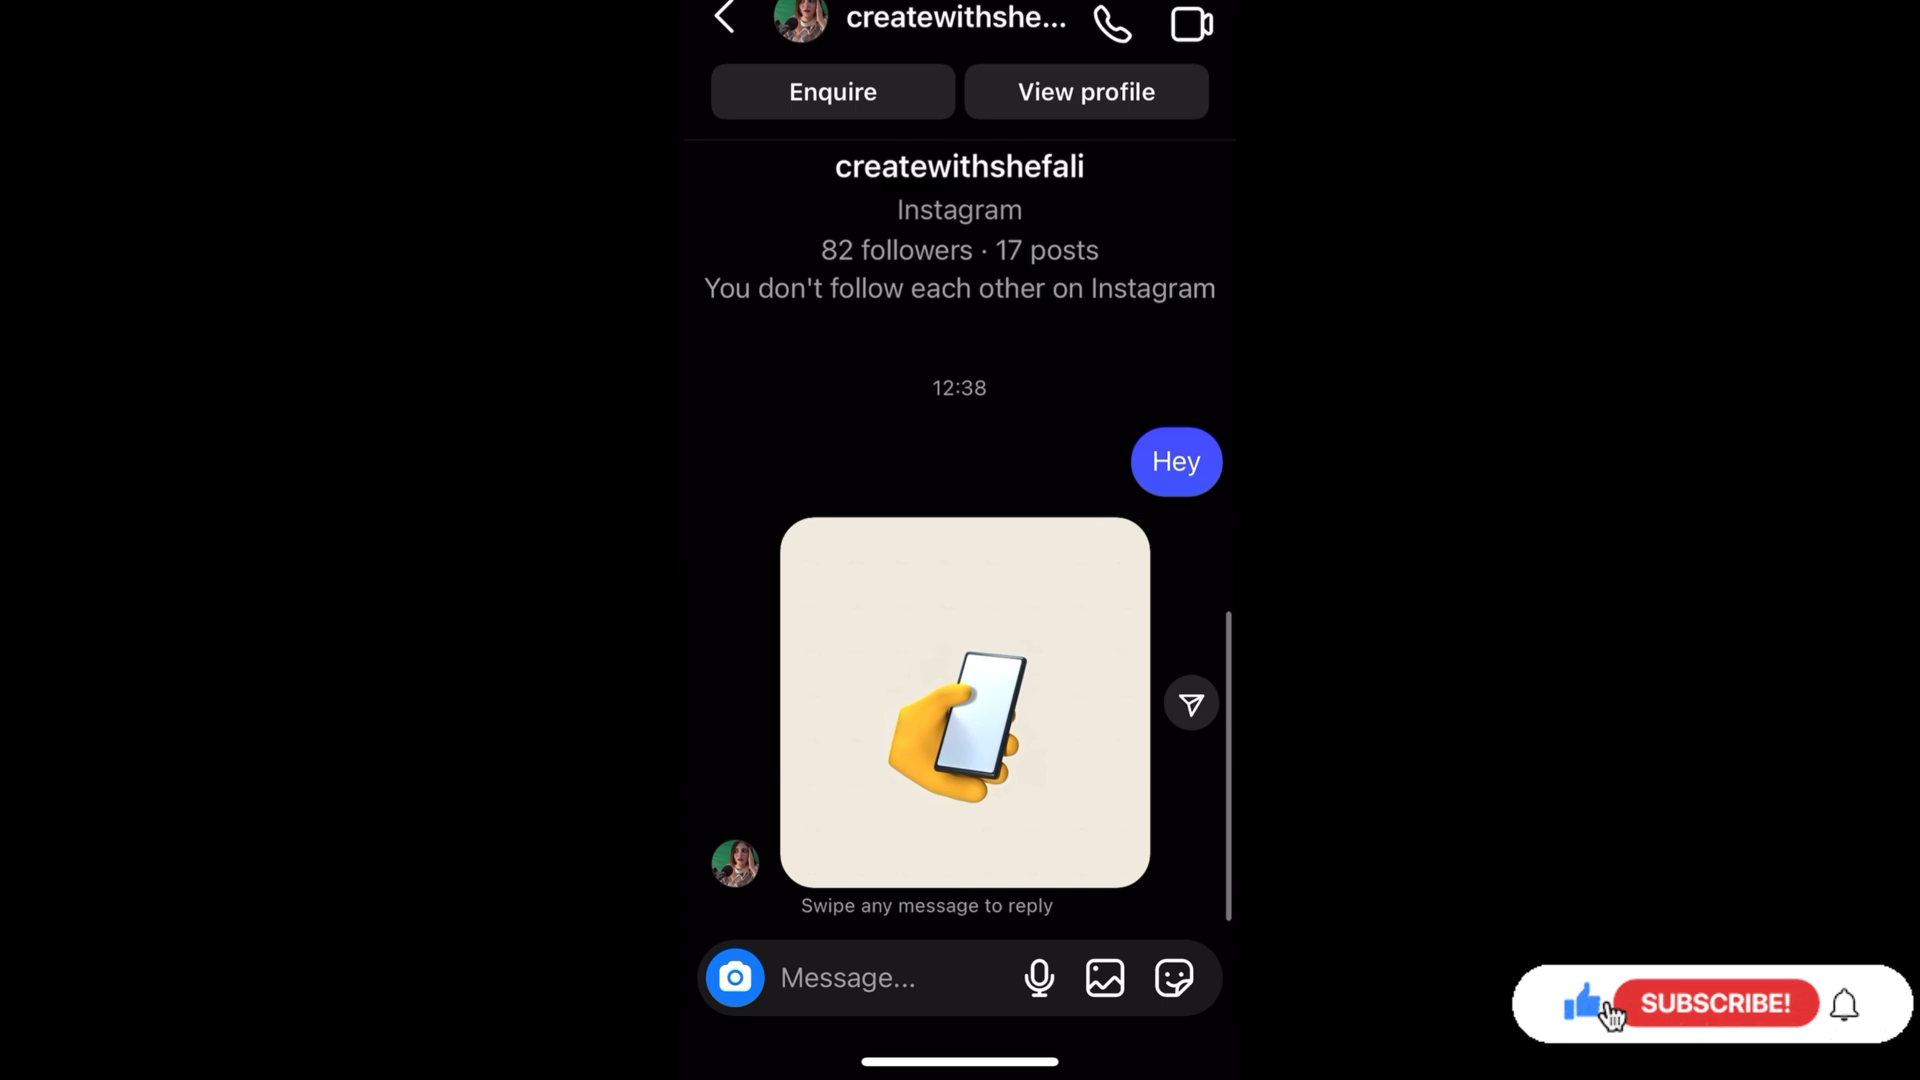 createwithshe...
Enquire
View profile
createwithshefali
Instagram
82 followers · 17 posts
You don't follow each other on Instagram
12:38
Hey
Swipe any message to reply
Message...
SUBSCRIBE!